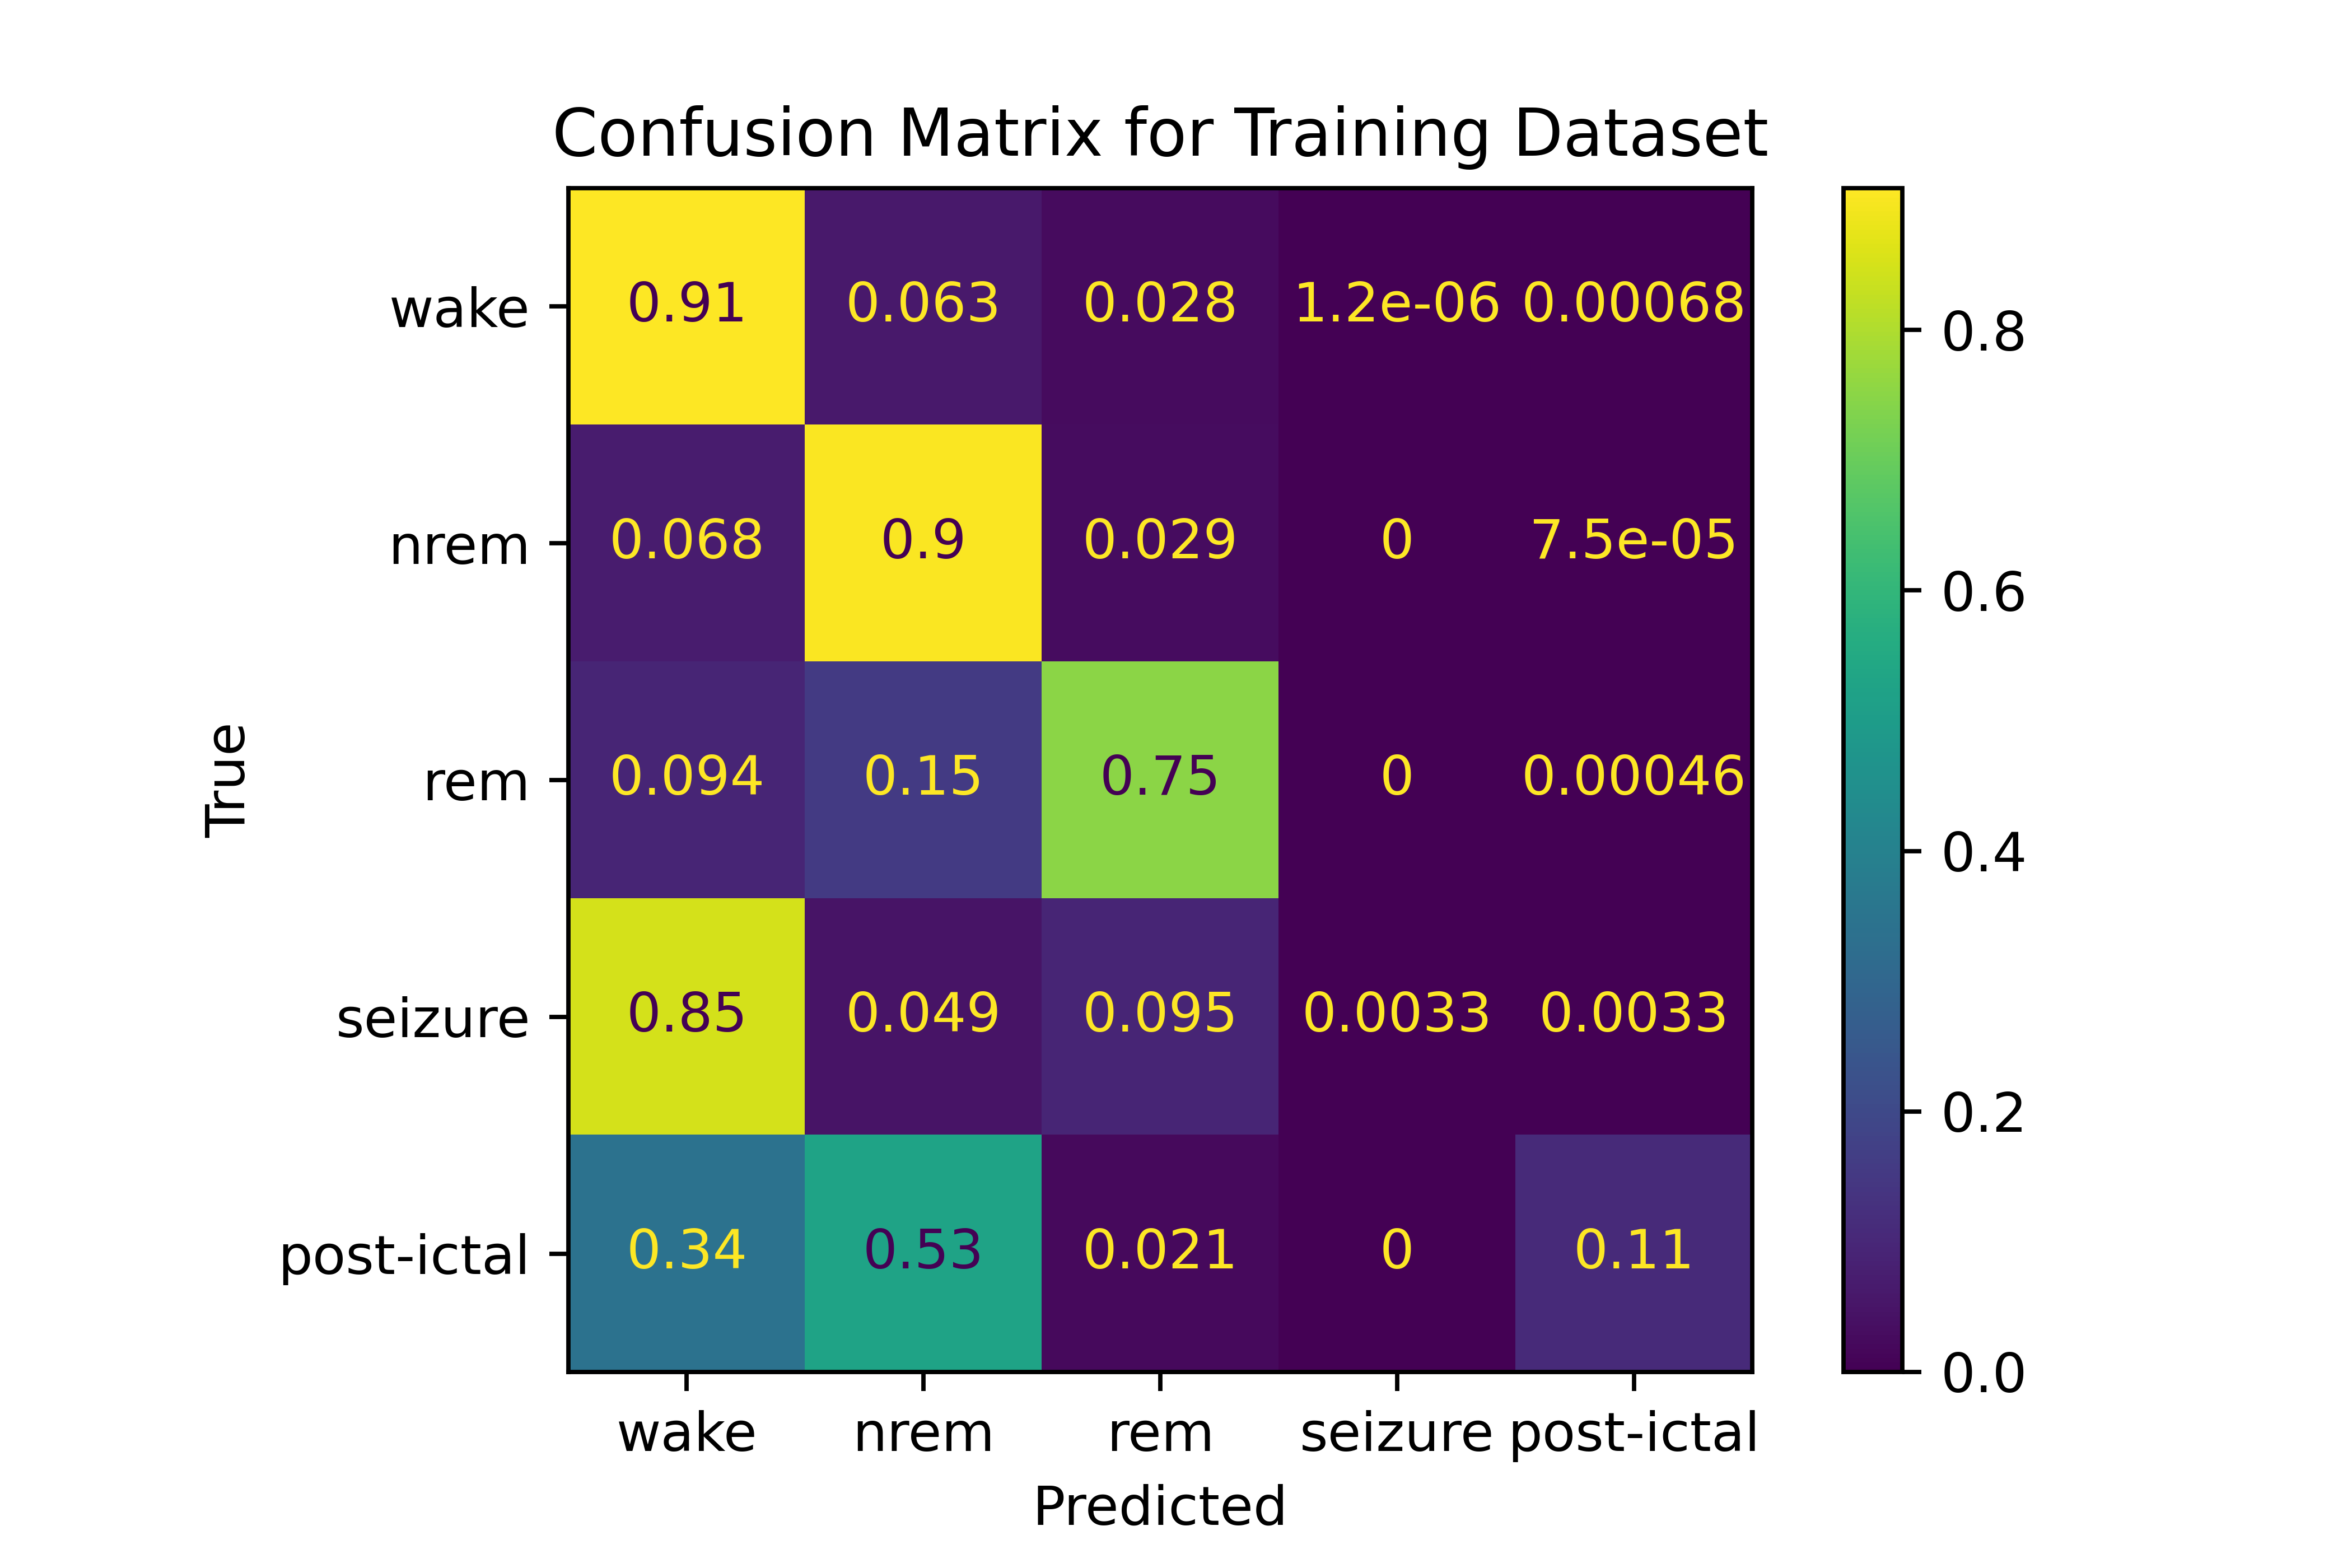 Confusion Matrix for Training Dataset
wake 0.91 0.063 0.028 1.2e-06 0.00068
nrem 0.068 0.9 0.029 0 7.5e-05
rem 0.094 0.15 0.75 0 0.00046
seizure 0.85 0.049 0.095 0.0033 0.0033
post-ictal 0.34 0.53 0.021 0 0.11
True
wake nrem rem seizure post-ictal
Predicted
0.8
0.6
0.4
0.2
0.0